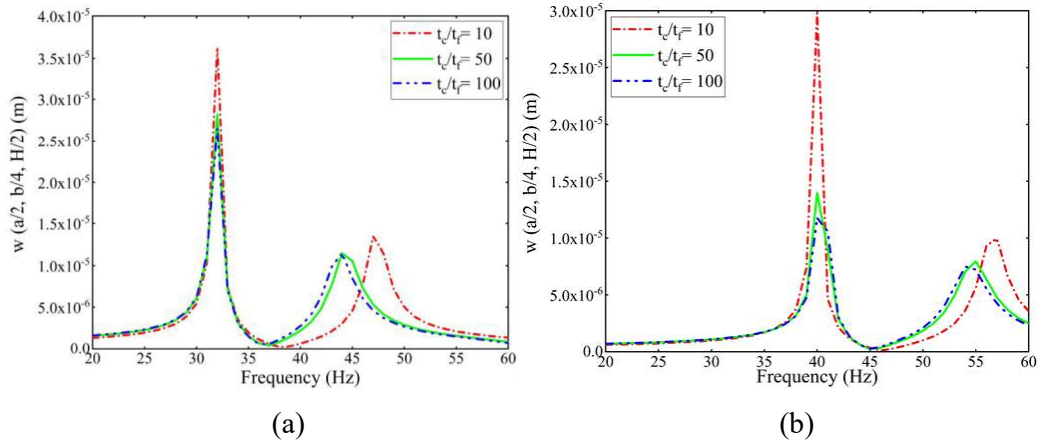 4.0x10⁻⁵
3.5x10⁻⁵
3.0x10⁻⁵
2.5x10⁻⁵
2.0x10⁻⁵
1.5x10⁻⁵
1.0x10⁻⁵
5.0x10⁻⁶
0.0
w (a/2, b/4, H/2) (m)
t_c/t_f= 10
t_c/t_f= 50
t_c/t_f= 100
20 25 30 35 40 45 50 55 60
Frequency (Hz)
(a)
3.0x10⁻⁵
2.5x10⁻⁵
2.0x10⁻⁵
1.5x10⁻⁵
1.0x10⁻⁵
5.0x10⁻⁶
0.0
w (a/2, b/4, H/2) (m)
t_c/t_f= 10
t_c/t_f= 50
t_c/t_f= 100
20 25 30 35 40 45 50 55 60
Frequency (Hz)
(b)